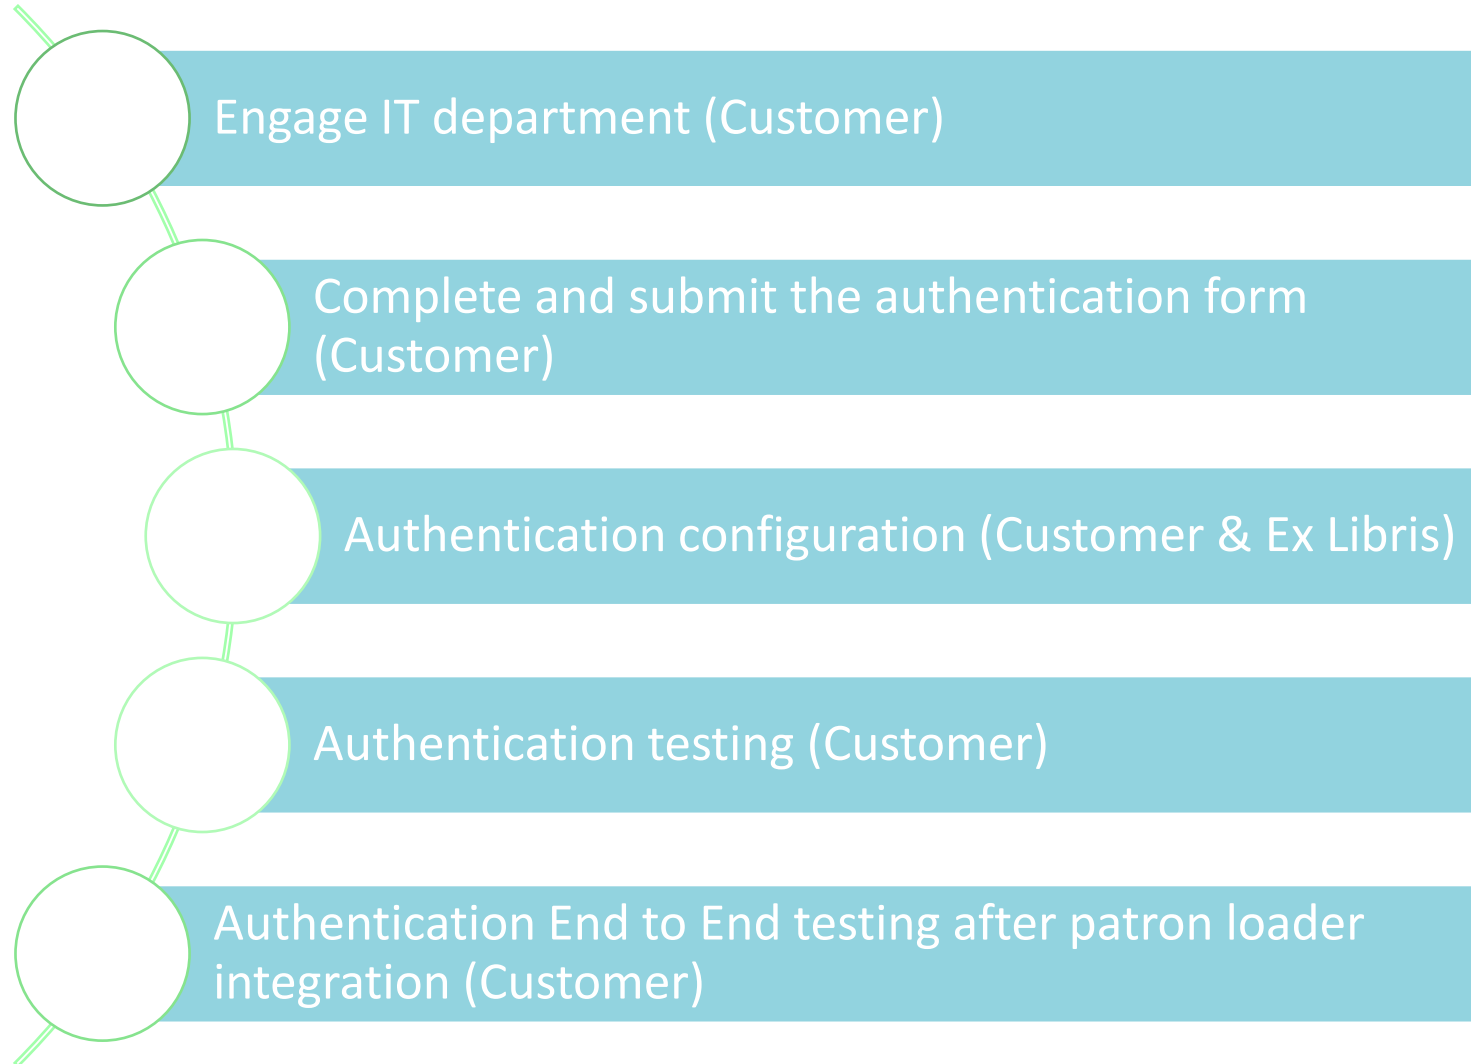 Engage IT department (Customer)
Complete and submit the authentication form
(Customer)
Authentication configuration (Customer & Ex Libris)
Authentication testing (Customer)
Authentication End to End testing after patron loader
integration (Customer)